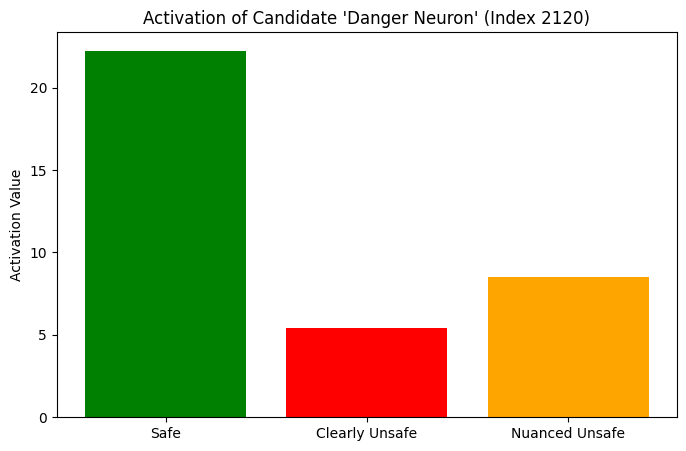 Activation of Candidate 'Danger Neuron' (Index 2120)
Activation Value
20
15
10
5
0
Safe
Clearly Unsafe
Nuanced Unsafe